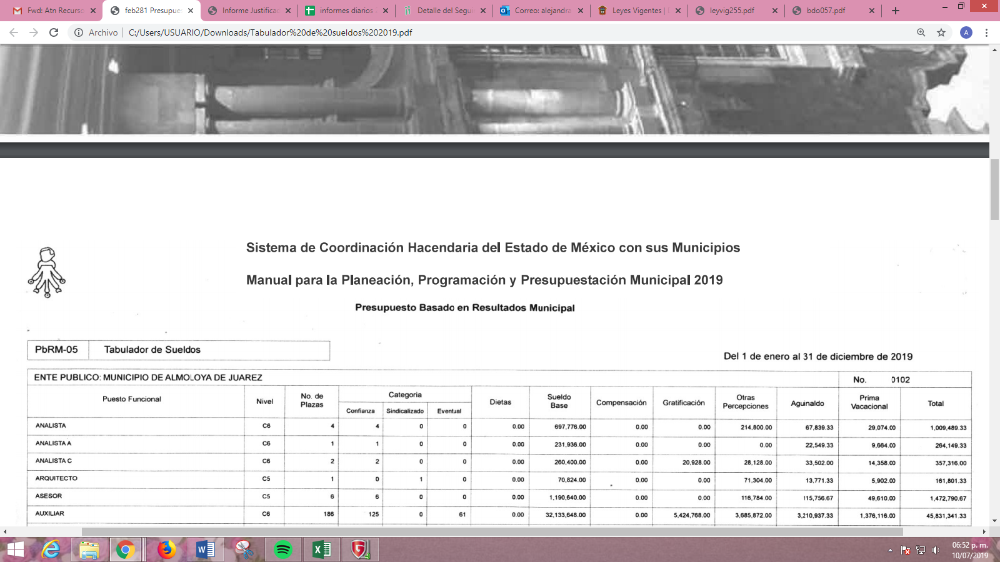 Fwd: Atn Recurso
feb281 Presupues
Informe Justificac
informes diarios
Detalle del Segui
Correo: alejandra
Leyes Vigentes |
leyvig255.pdf
bdo057.pdf
Archivo C:/Users/USUARIO/Downloads/Tabulador%20de%20sueldos%202019.pdf
A
Sistema de Coordinación Hacendaria del Estado de México con sus Municipios
Manual para la Planeación, Programación y Presupuestación Municipal 2019
Presupuesto Basado en Resultados Municipal
PbRM-05 Tabulador de Sueldos
Del 1 de enero al 31 de diciembre de 2019
ENTE PUBLICO: MUNICIPIO DE ALMOLOYA DE JUAREZ No. 0102
Puesto Funcional Nivel No. de Plazas Categoria Dietas Sueldo Base Compensación Gratificación Otras Percepciones Aguinaldo Prima Vacacional Total
Confianza Sindicalizado Eventual
ANALISTA C6 4 4 0 0 0.00 697,776.00 0.00 0.00 214,800.00 67,839.33 29,074.00 1,009,489.33
ANALISTA A C6 1 1 0 0 0.00 231,936.00 0.00 0.00 0.00 22,549.33 9,664.00 264,149.33
ANALISTA C C6 2 2 0 0 0.00 260,400.00 0.00 20,928.00 28,128.00 33,502.00 14,358.00 357,316.00
ARQUITECTO C5 1 0 1 0 0.00 70,824.00 0.00 0.00 71,304.00 13,771.33 5,902.00 161,801.33
ASESOR C5 6 6 0 0 0.00 1,190,640.00 0.00 0.00 116,784.00 115,756.67 49,610.00 1,472,790.67
AUXILIAR C6 186 125 0 61 0.00 32,133,648.00 0.00 5,424,768.00 3,685,872.00 3,210,937.33 1,376,116.00 45,831,341.33
06:52 p. m.
10/07/2019